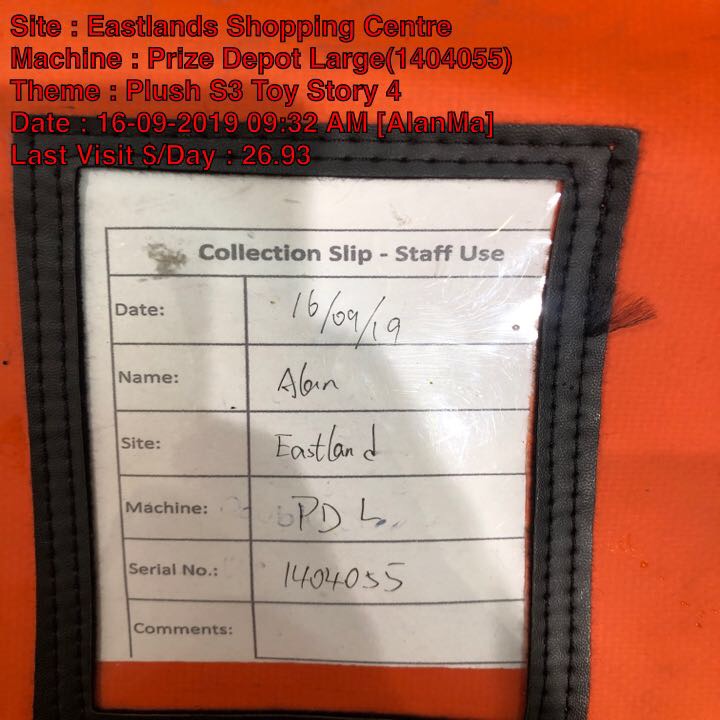 Site : Eastlands Shopping Centre
Machine : Prize Depot Large(1404055)
Theme : Plush S3 Toy Story 4
Date : 16-09-2019 09:32 AM [AlanMa]
Last Visit $/Day : 26.93
Collection Slip - Staff Use
Date: 16/09/19
Name: Alan
Site: Eastland
Machine: PD L
Serial No.: 1404055
Comments: